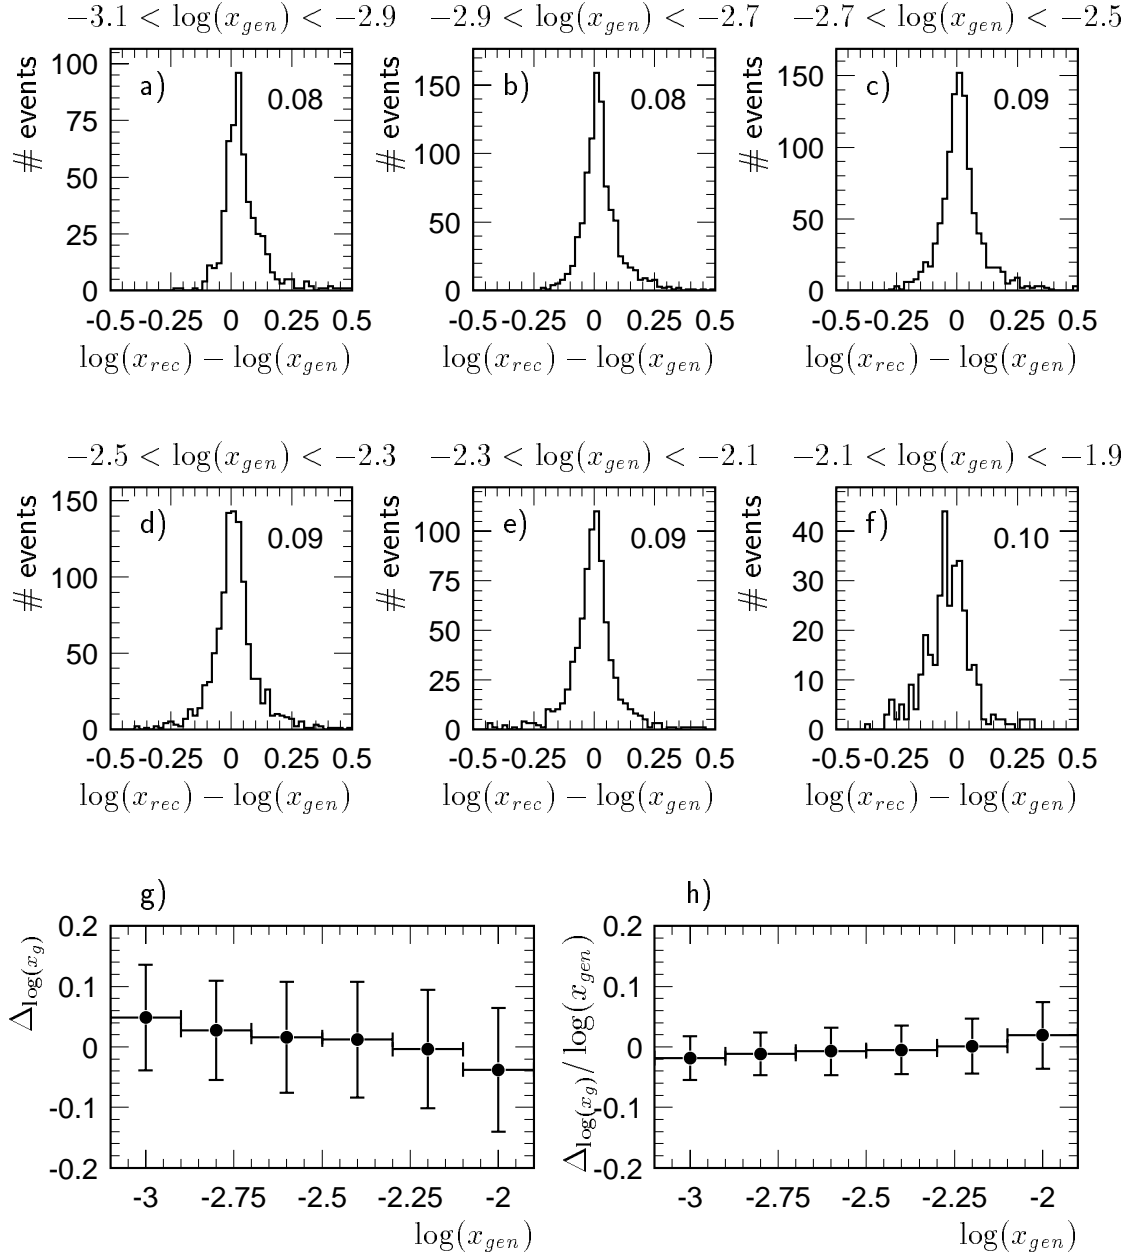 −3.1 < log(x_gen) < −2.9
−2.9 < log(x_gen) < −2.7
−2.7 < log(x_gen) < −2.5
# events
100
75
50
25
0
a)
0.08
-0.5 -0.25 0 0.25 0.5
log(x_rec) − log(x_gen)
# events
150
100
50
0
b)
0.08
-0.5 -0.25 0 0.25 0.5
log(x_rec) − log(x_gen)
# events
150
100
50
0
c)
0.09
-0.5 -0.25 0 0.25 0.5
log(x_rec) − log(x_gen)
−2.5 < log(x_gen) < −2.3
−2.3 < log(x_gen) < −2.1
−2.1 < log(x_gen) < −1.9
# events
150
100
50
0
d)
0.09
-0.5 -0.25 0 0.25 0.5
log(x_rec) − log(x_gen)
# events
100
75
50
25
0
e)
0.09
-0.5 -0.25 0 0.25 0.5
log(x_rec) − log(x_gen)
# events
40
30
20
10
0
f)
0.10
-0.5 -0.25 0 0.25 0.5
log(x_rec) − log(x_gen)
g)
Δ_log(x_g)
0.2
0.1
0
-0.1
-0.2
-3 -2.75 -2.5 -2.25 -2
log(x_gen)
h)
Δ_log(x_g) / log(x_gen)
0.2
0.1
0
-0.1
-0.2
-3 -2.75 -2.5 -2.25 -2
log(x_gen)